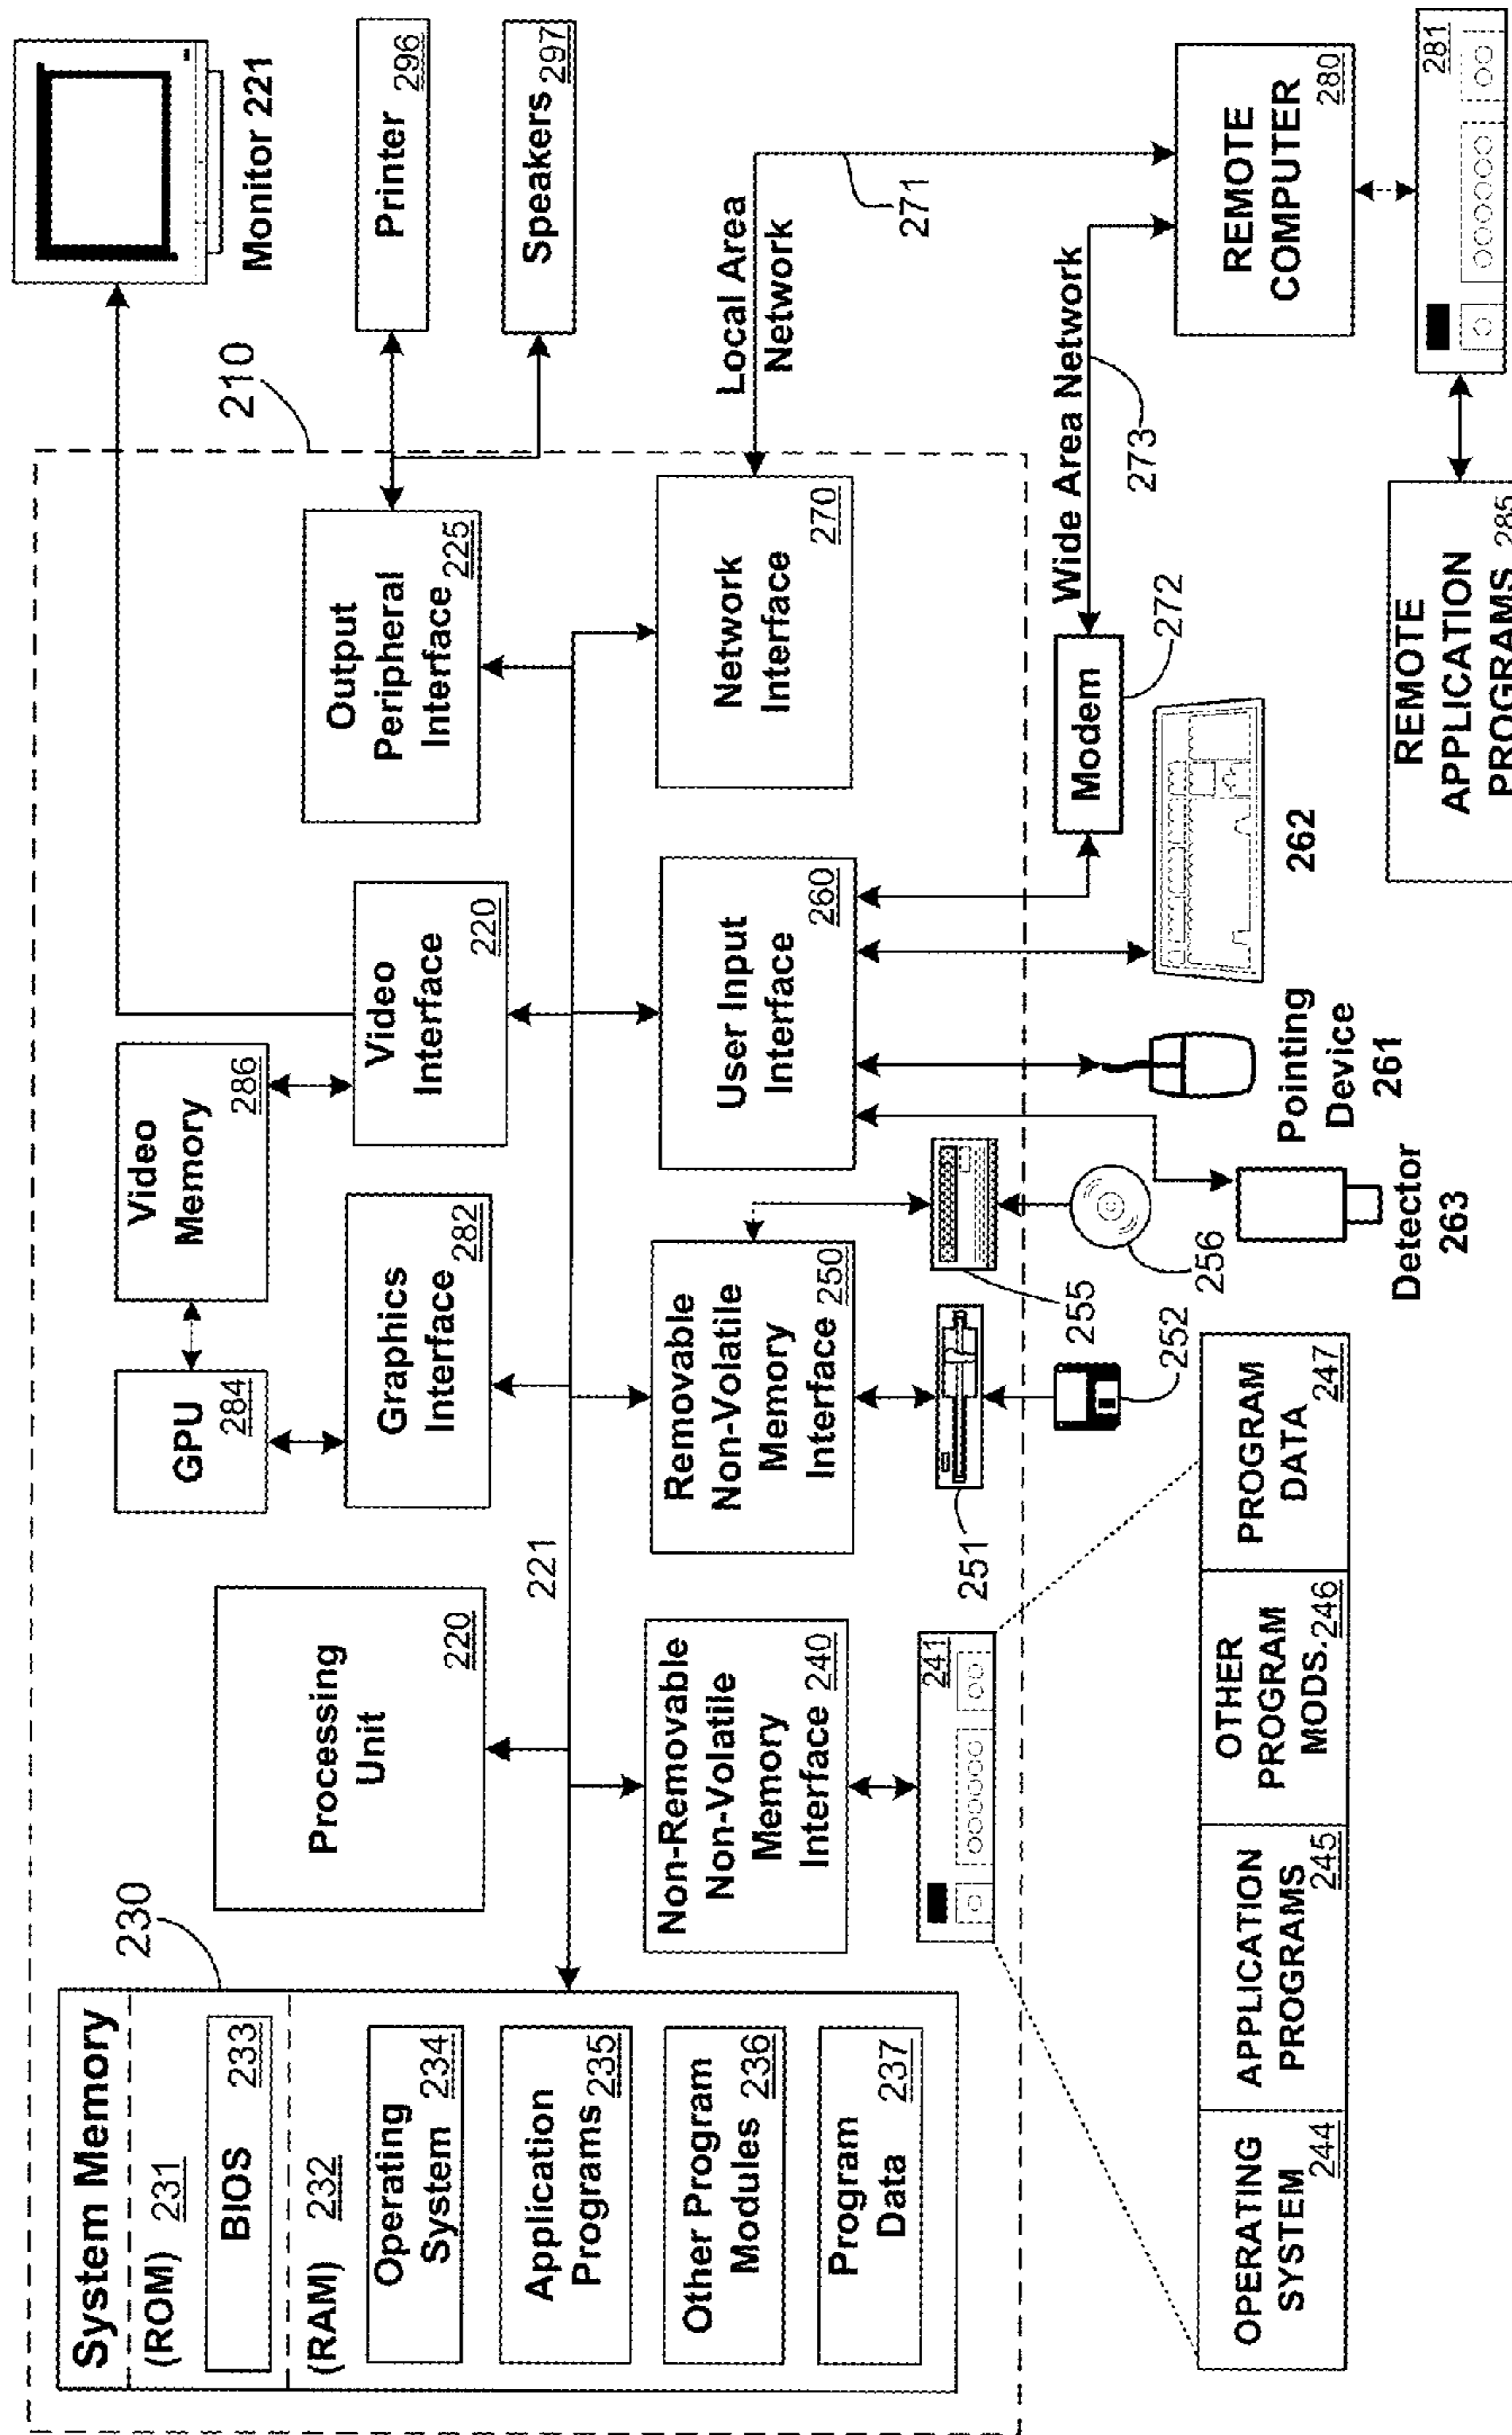 System Memory
(ROM) 231
BIOS 233
(RAM) 232
Operating
System 234
Application
Programs 235
Other Program
Modules 236
Program
Data 237
230
Processing
Unit
220
GPU
284
Video
Memory
286
Graphics
Interface
282
Video
Interface
220
Output
Peripheral
Interface
225
210
Monitor 221
Printer
296
Speakers
297
221
Non-Removable
Non-Volatile
Memory
Interface 240
Removable
Non-Volatile
Memory
Interface 250
User Input
Interface
260
Network
Interface
270
Local Area
Network
241
251
255
252
256
Modem
272
Wide Area Network
273
271
REMOTE
COMPUTER
280
281
OPERATING
SYSTEM 244
APPLICATION
PROGRAMS 245
OTHER
PROGRAM
MODS. 246
PROGRAM
DATA 247
Detector
263
Pointing
Device
261
262
REMOTE
APPLICATION
PROGRAMS 285